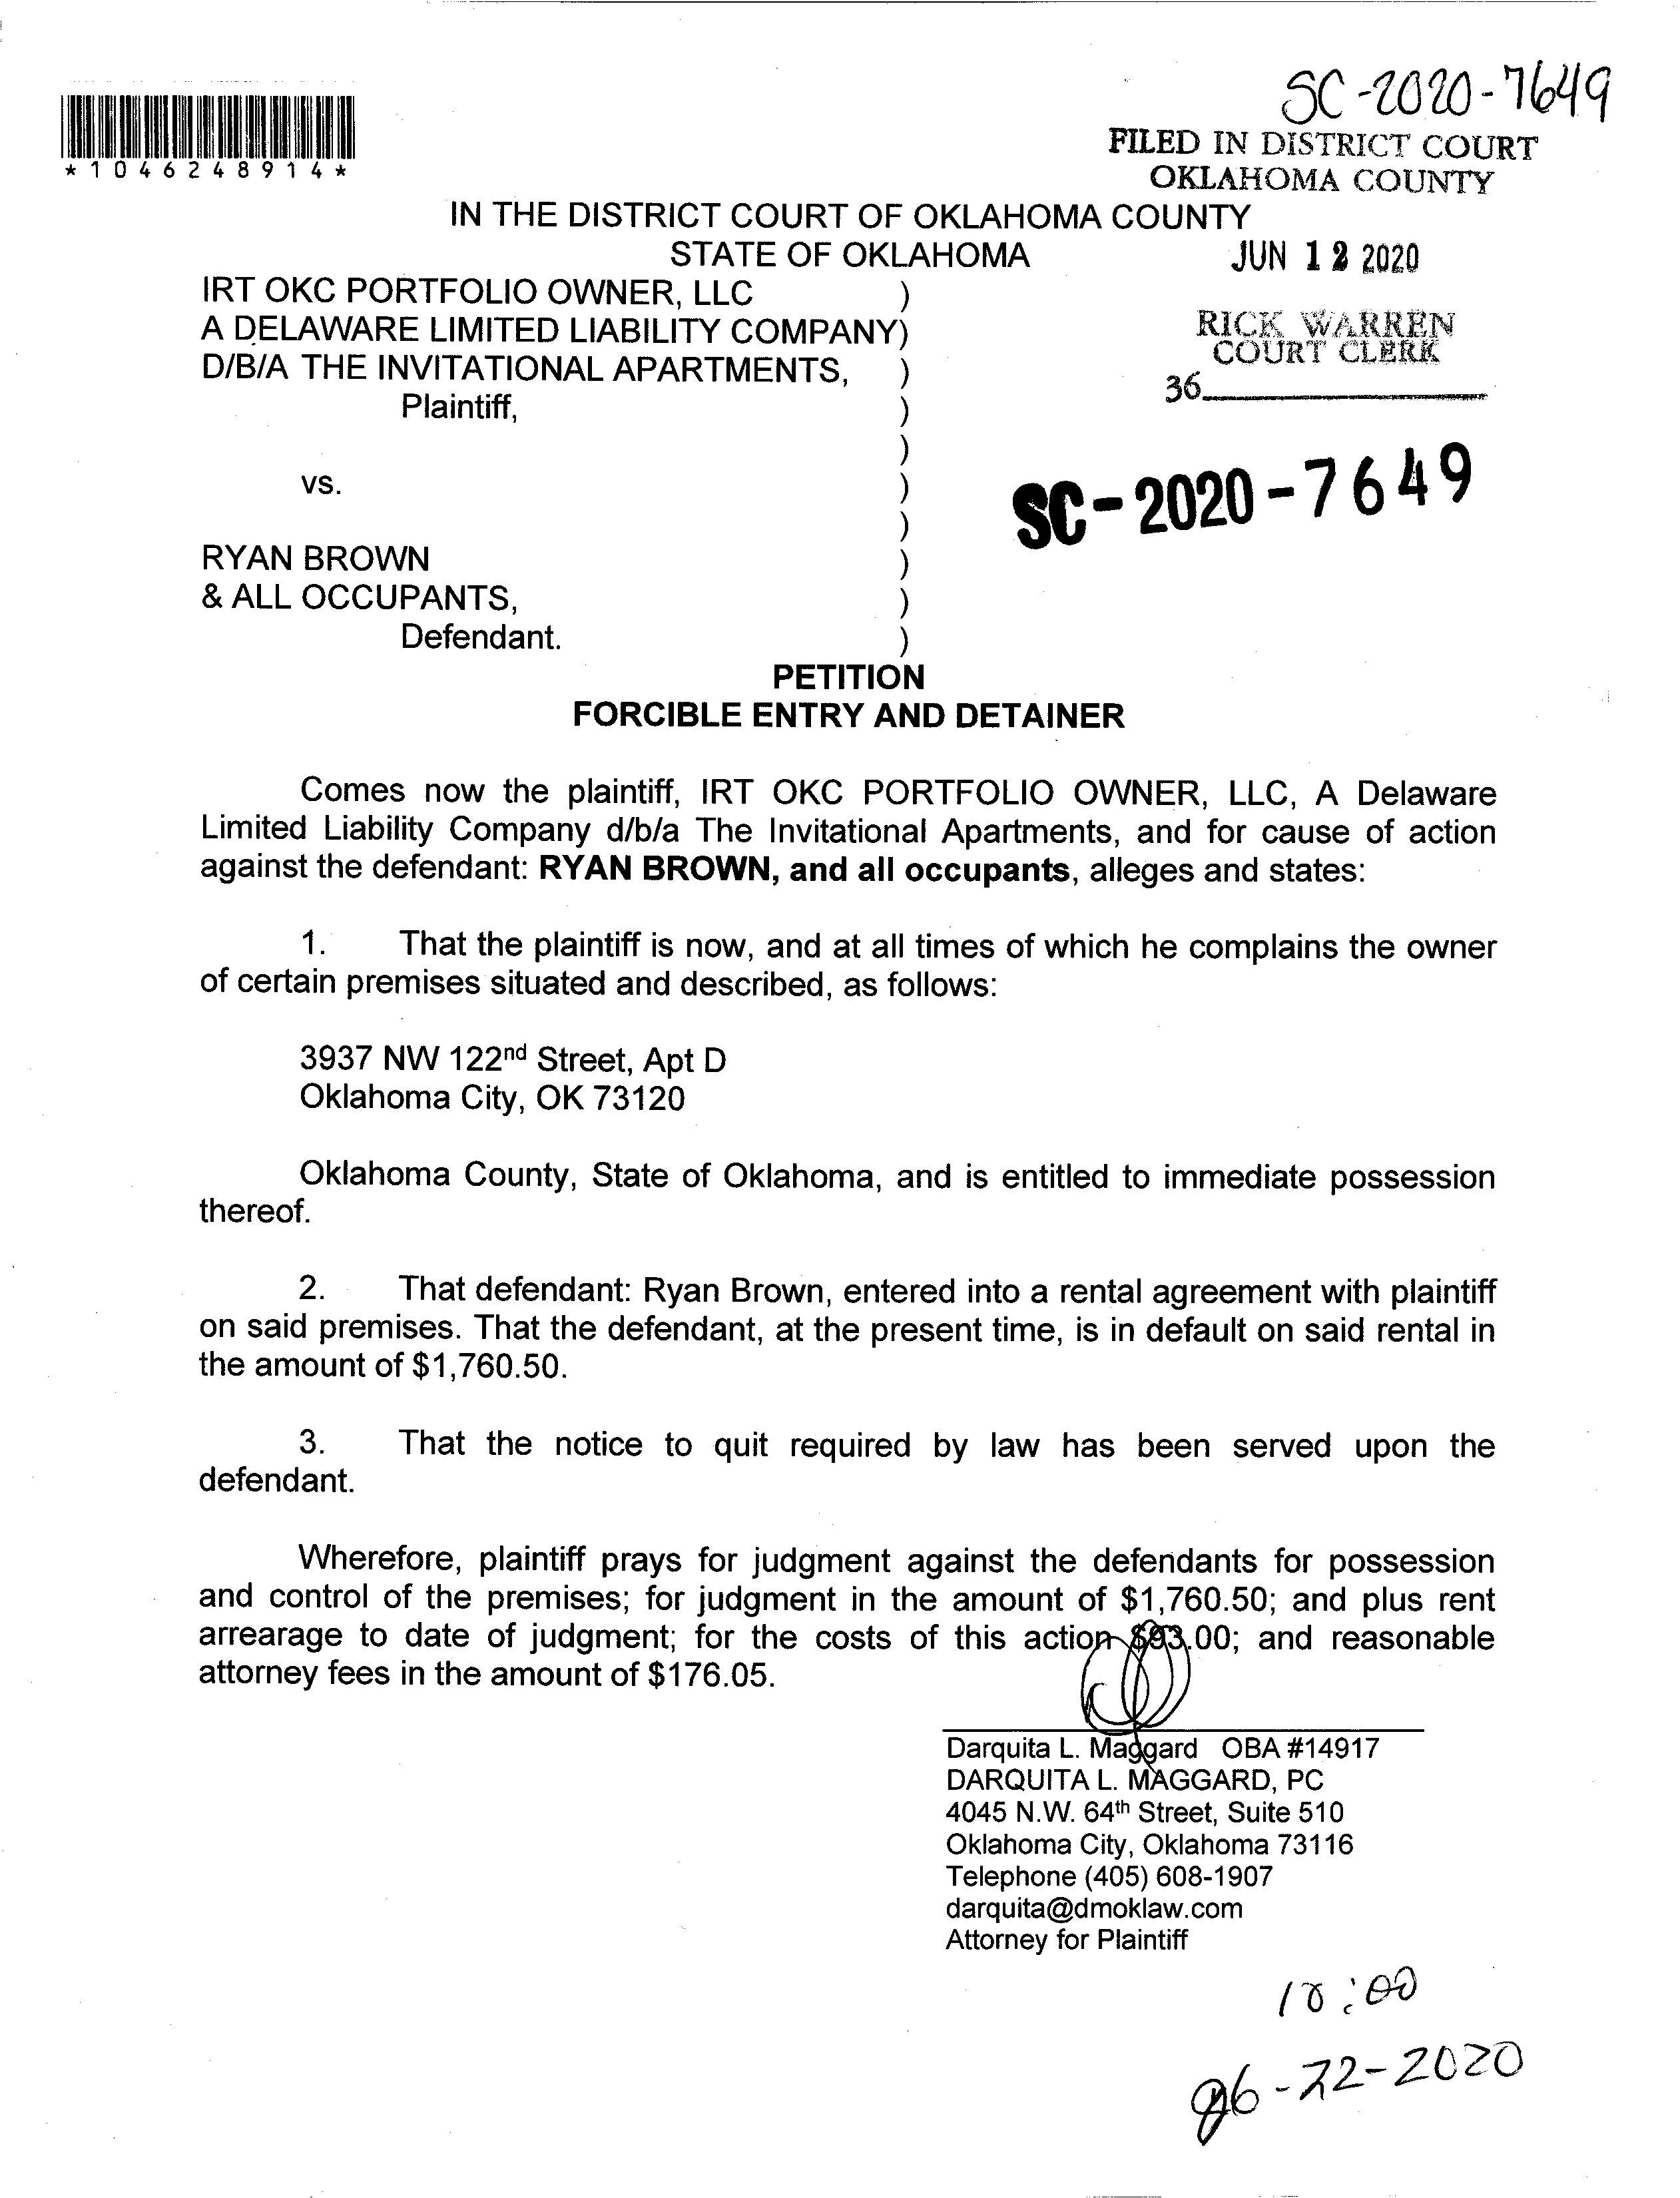 SC-2020-7649
*1046248914*
FILED IN DISTRICT COURT
OKLAHOMA COUNTY
IN THE DISTRICT COURT OF OKLAHOMA COUNTY
STATE OF OKLAHOMA
JUN 12 2020
IRT OKC PORTFOLIO OWNER, LLC )
A DELAWARE LIMITED LIABILITY COMPANY)
D/B/A THE INVITATIONAL APARTMENTS, )
Plaintiff, )
)
RICK WARREN
COURT CLERK
36
vs. )
)
SC-2020-7649
RYAN BROWN )
& ALL OCCUPANTS, )
Defendant. )
PETITION
FORCIBLE ENTRY AND DETAINER
Comes now the plaintiff, IRT OKC PORTFOLIO OWNER, LLC, A Delaware
Limited Liability Company d/b/a The Invitational Apartments, and for cause of action
against the defendant: RYAN BROWN, and all occupants, alleges and states:
1. That the plaintiff is now, and at all times of which he complains the owner
of certain premises situated and described, as follows:
3937 NW 122nd Street, Apt D
Oklahoma City, OK 73120
Oklahoma County, State of Oklahoma, and is entitled to immediate possession
thereof.
2. That defendant: Ryan Brown, entered into a rental agreement with plaintiff
on said premises. That the defendant, at the present time, is in default on said rental in
the amount of $1,760.50.
3. That the notice to quit required by law has been served upon the
defendant.
Wherefore, plaintiff prays for judgment against the defendants for possession
and control of the premises; for judgment in the amount of $1,760.50; and plus rent
arrearage to date of judgment; for the costs of this action $93.00; and reasonable
attorney fees in the amount of $176.05.
Darquita L. Maggard OBA #14917
DARQUITA L. MAGGARD, PC
4045 N.W. 64th Street, Suite 510
Oklahoma City, Oklahoma 73116
Telephone (405) 608-1907
darquita@dmoklaw.com
Attorney for Plaintiff
10:00
06-22-2020